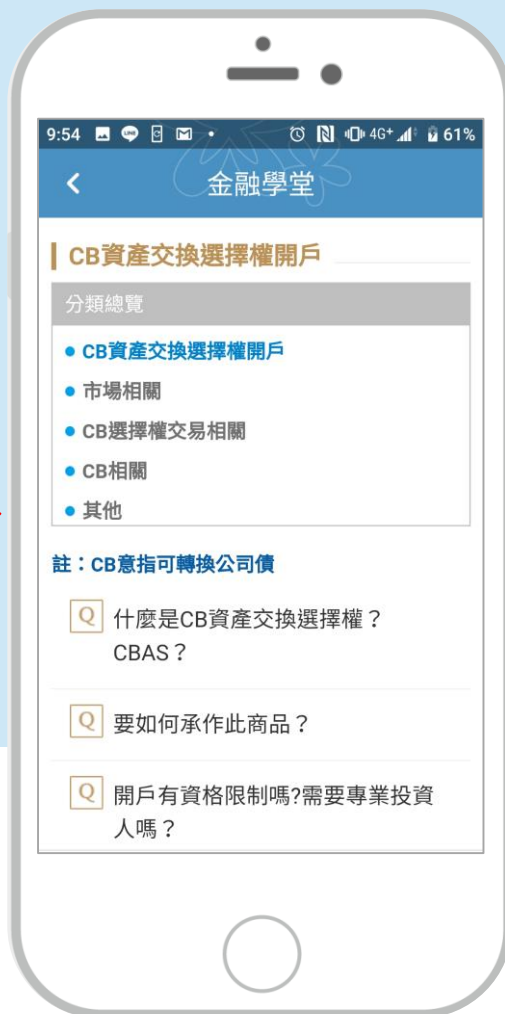 9:54 4G+ 61%
金融學堂
CB資產交換選擇權開戶
分類總覽
CB資產交換選擇權開戶
市場相關
CB選擇權交易相關
CB相關
其他
註：CB意指可轉換公司債
Q 什麼是CB資產交換選擇權？
CBAS？
Q 要如何承作此商品？
Q 開戶有資格限制嗎?需要專業投資
人嗎？